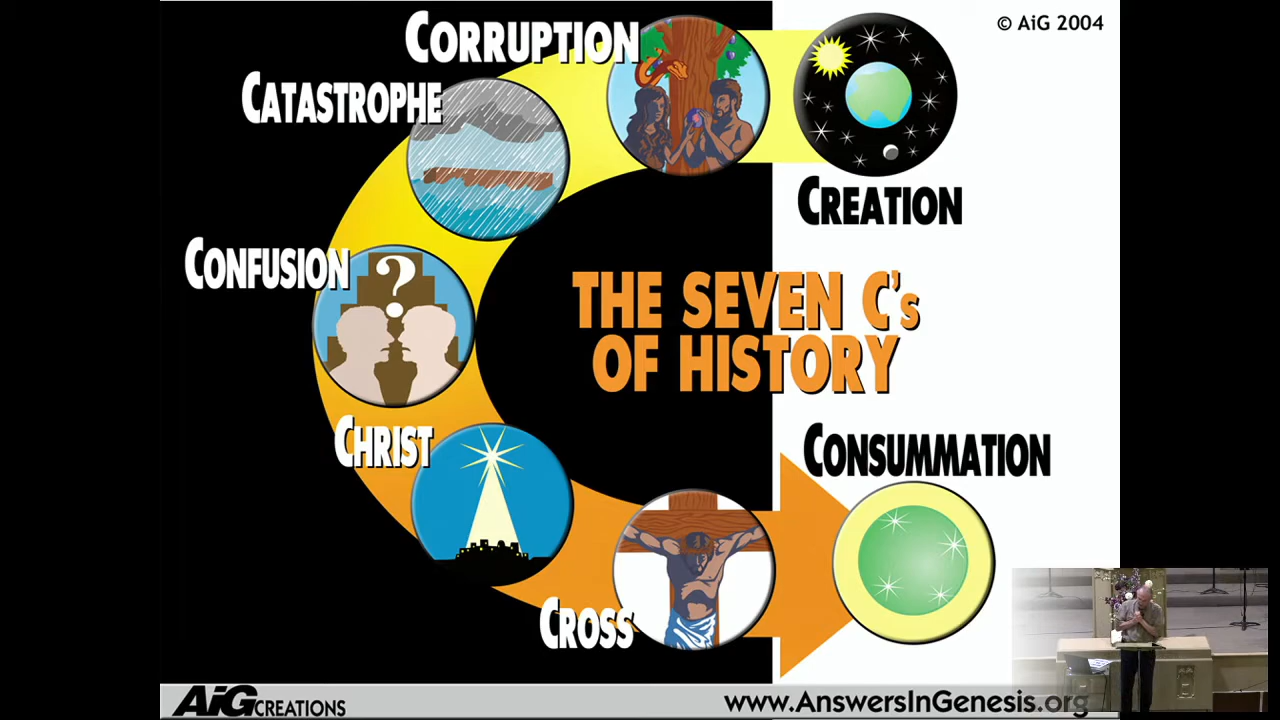 © AiG 2004
CORRUPTION
CATASTROPHE
CREATION
CONFUSION
?
THE SEVEN C's
OF HISTORY
CHRIST
CONSUMMATION
CROSS
AiG CREATIONS
www.AnswersInGenesis.org